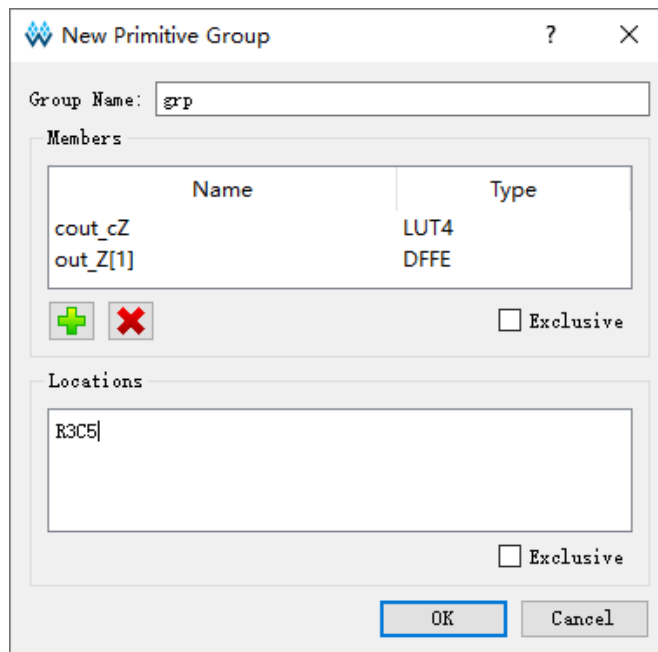 New Primitive Group
?
Group Name: grp
Members
Name Type
cout_cZ LUT4
out_Z[1] DFFE
Exclusive
Locations
R3C5
Exclusive
OK Cancel